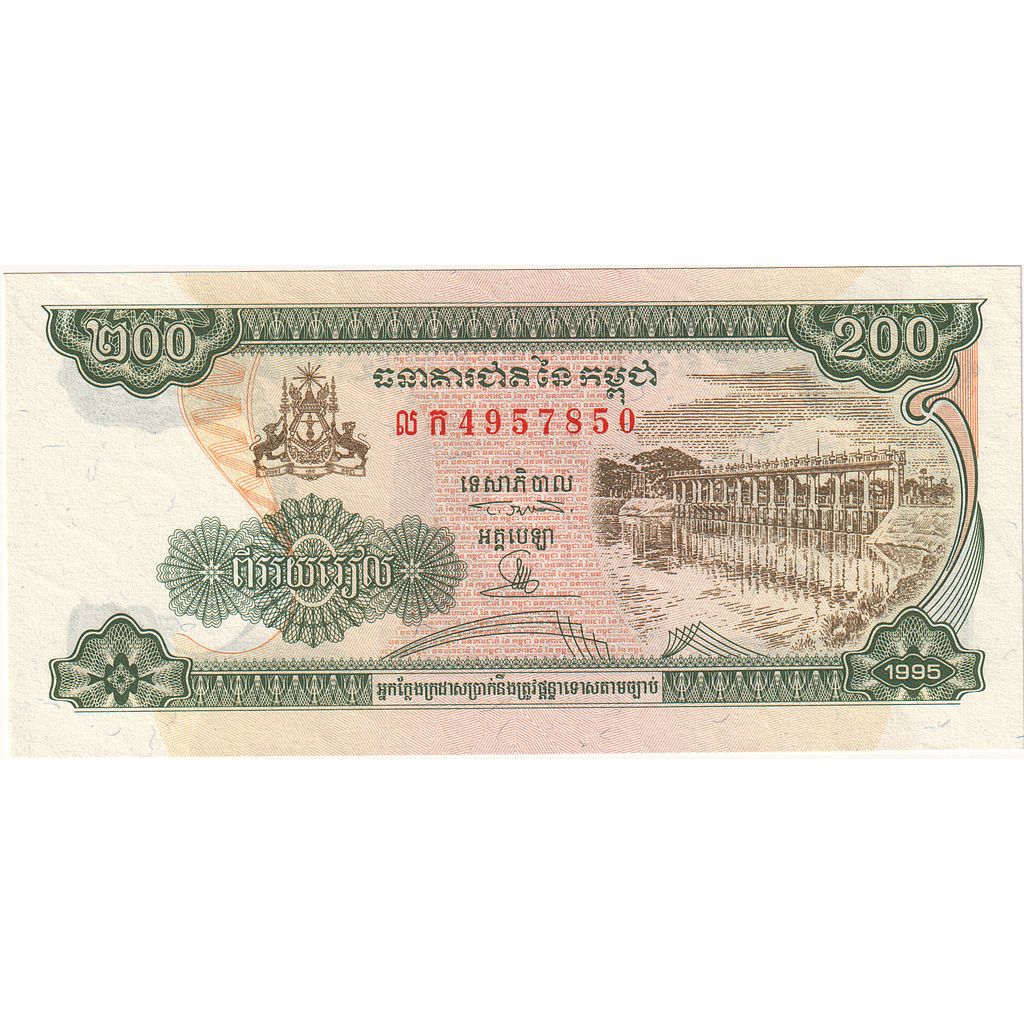 ២០០
200
ធនាគារជាតិនៃកម្ពុជា
លក 4957850
ទេសាភិបាល
អគ្គបេឡា
ពីររយរៀល
អ្នកក្លែងក្រដាសប្រាក់នឹងត្រូវផ្តន្ទាទោសតាមច្បាប់
1995